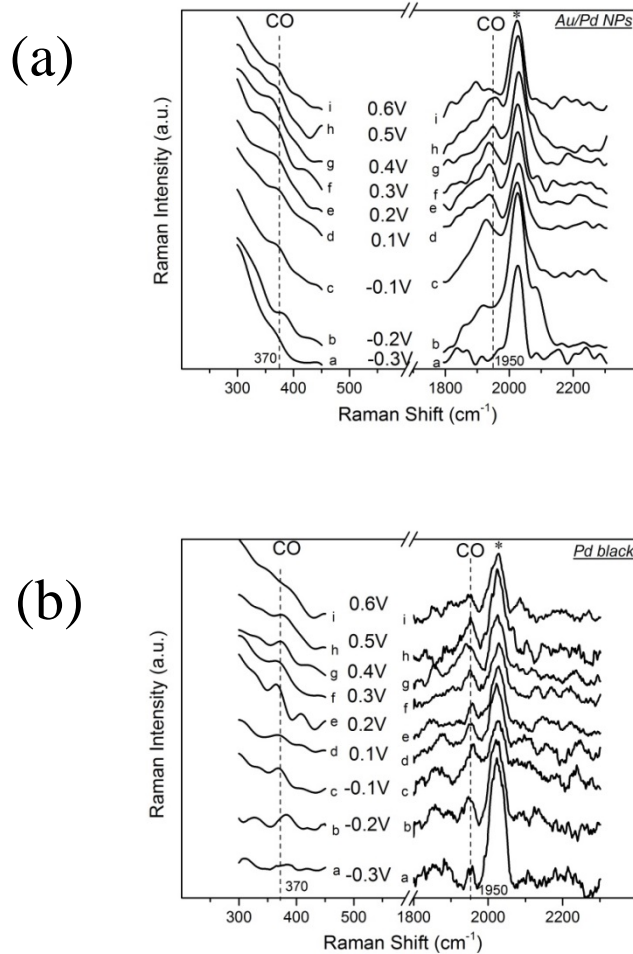 (a)
Au/Pd NPs
CO
CO
*
i 0.6V i
h 0.5V h
g 0.4V g
f 0.3V f
e 0.2V e
d 0.1V d
c -0.1V c
b -0.2V b
a -0.3V a
370
1950
300 400 500 1800 2000 2200
Raman Shift (cm-1)
Raman Intensity (a.u.)
(b)
Pd black
CO
CO
*
i 0.6V i
h 0.5V h
g 0.4V g
f 0.3V f
e 0.2V e
d 0.1V d
c -0.1V c
b -0.2V b
a -0.3V a
370
1950
300 400 500 1800 2000 2200
Raman Shift (cm-1)
Raman Intensity (a.u.)